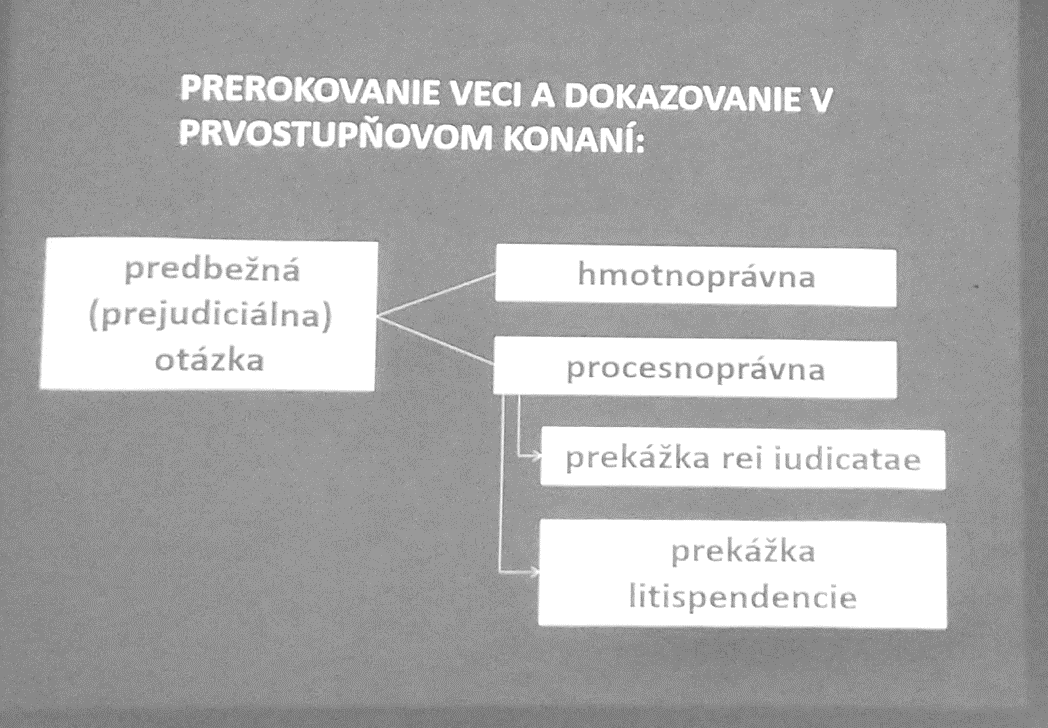 PREROKOVANIE VECI A DOKAZOVANIE V
PRVOSTUPŇOVOM KONANÍ:
predbežná
(prejudiciálna)
otázka
hmotnoprávna
procesnoprávna
prekážka rei iudicatae
prekážka
litispendencie